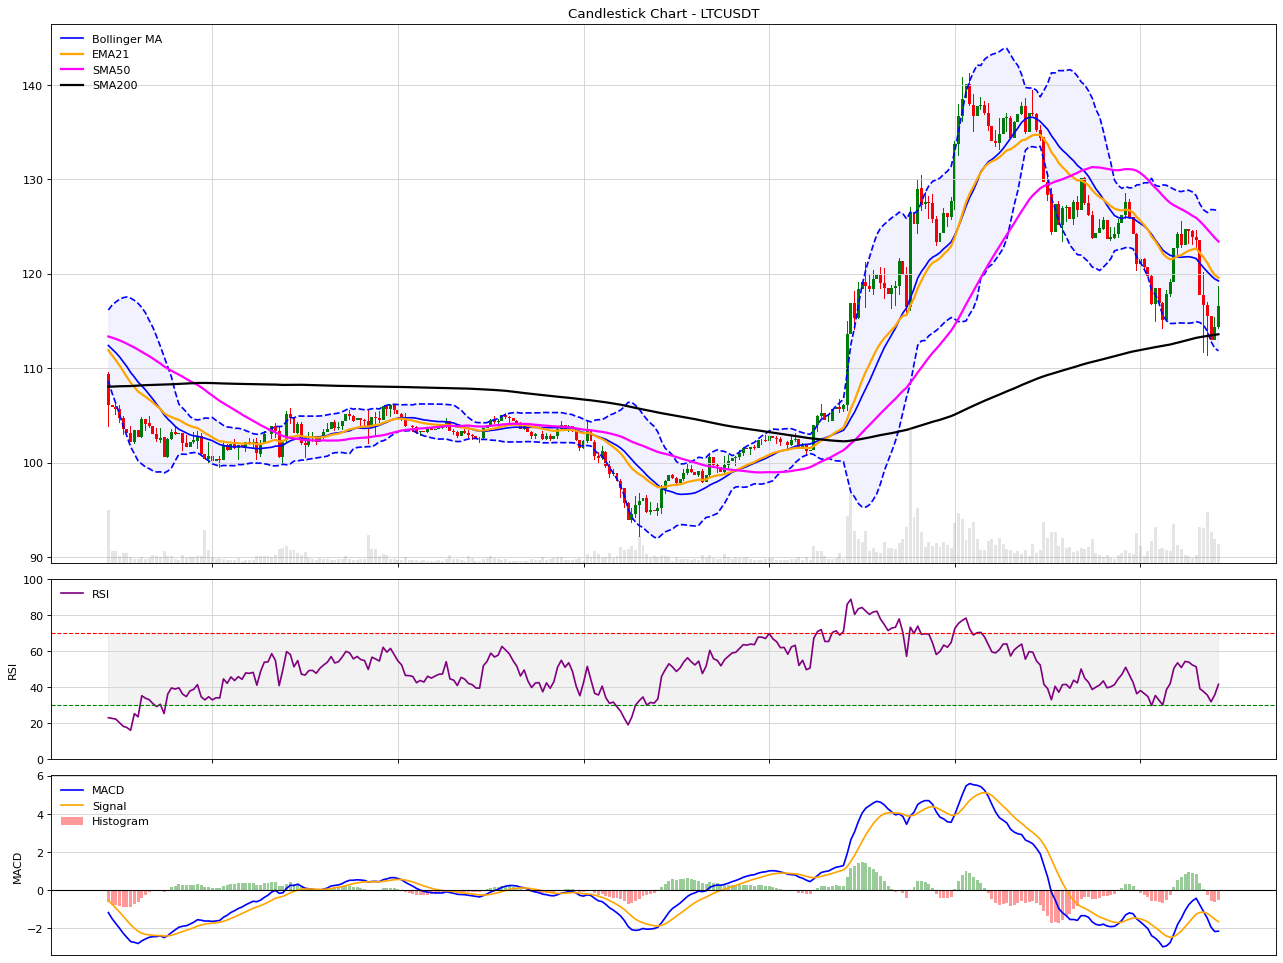 Candlestick Chart - LTCUSDT
Bollinger MA
EMA21
SMA50
SMA200
140
130
120
110
100
90
RSI
100
80
60
40
20
0
RSI
MACD
Signal
Histogram
6
4
2
0
−2
MACD